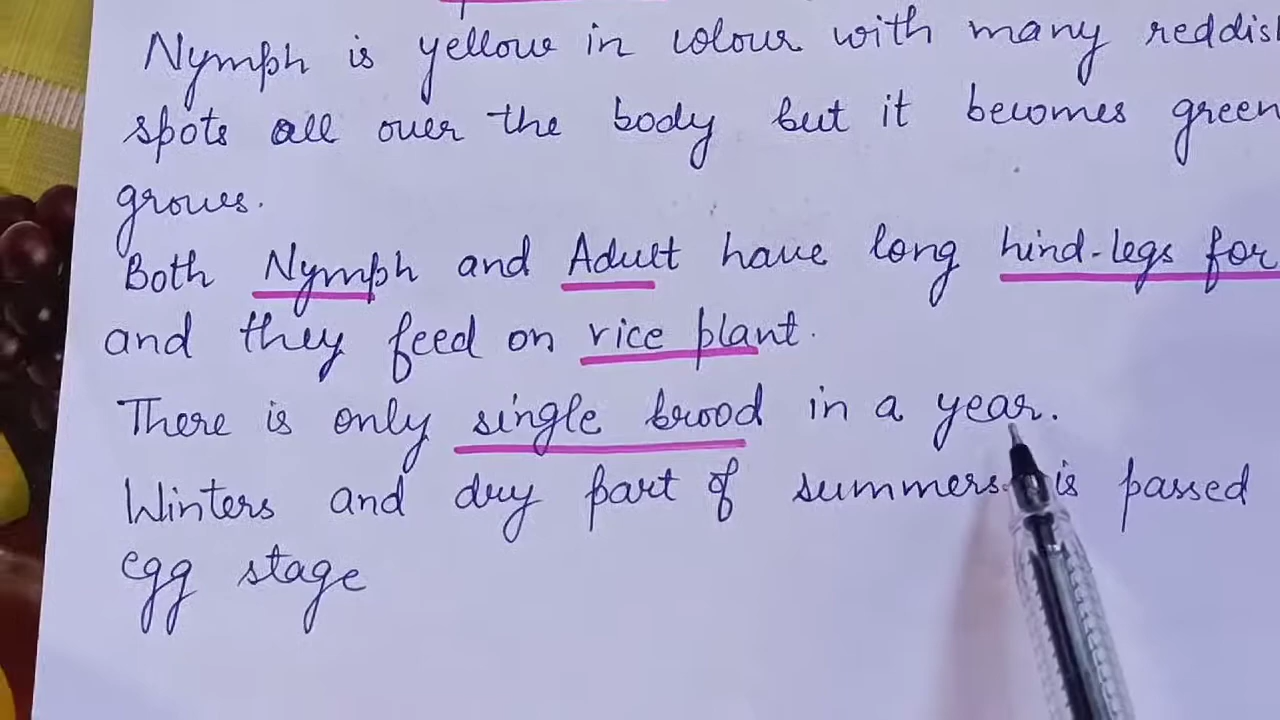 Nymph is yellow in colour with many reddish
spots all over the body but it becomes green
grows.
Both Nymph and Adult have long hind-legs for
and they feed on rice plant.
There is only single brood in a year.
Winters and dry part of summers is passed
egg stage